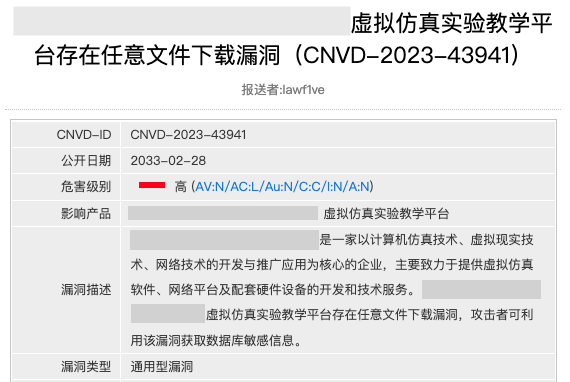 虚拟仿真实验教学平
台存在任意文件下载漏洞（CNVD-2023-43941）
报送者:lawf1ve
CNVD-ID CNVD-2023-43941
公开日期 2033-02-28
危害级别 高 (AV:N/AC:L/Au:N/C:C/I:N/A:N)
影响产品 虚拟仿真实验教学平台
是一家以计算机仿真技术、虚拟现实技
术、网络技术的开发与推广应用为核心的企业，主要致力于提供虚拟仿真
漏洞描述 软件、网络平台及配套硬件设备的开发和技术服务。
虚拟仿真实验教学平台存在任意文件下载漏洞，攻击者可利
用该漏洞获取数据库敏感信息。
漏洞类型 通用型漏洞